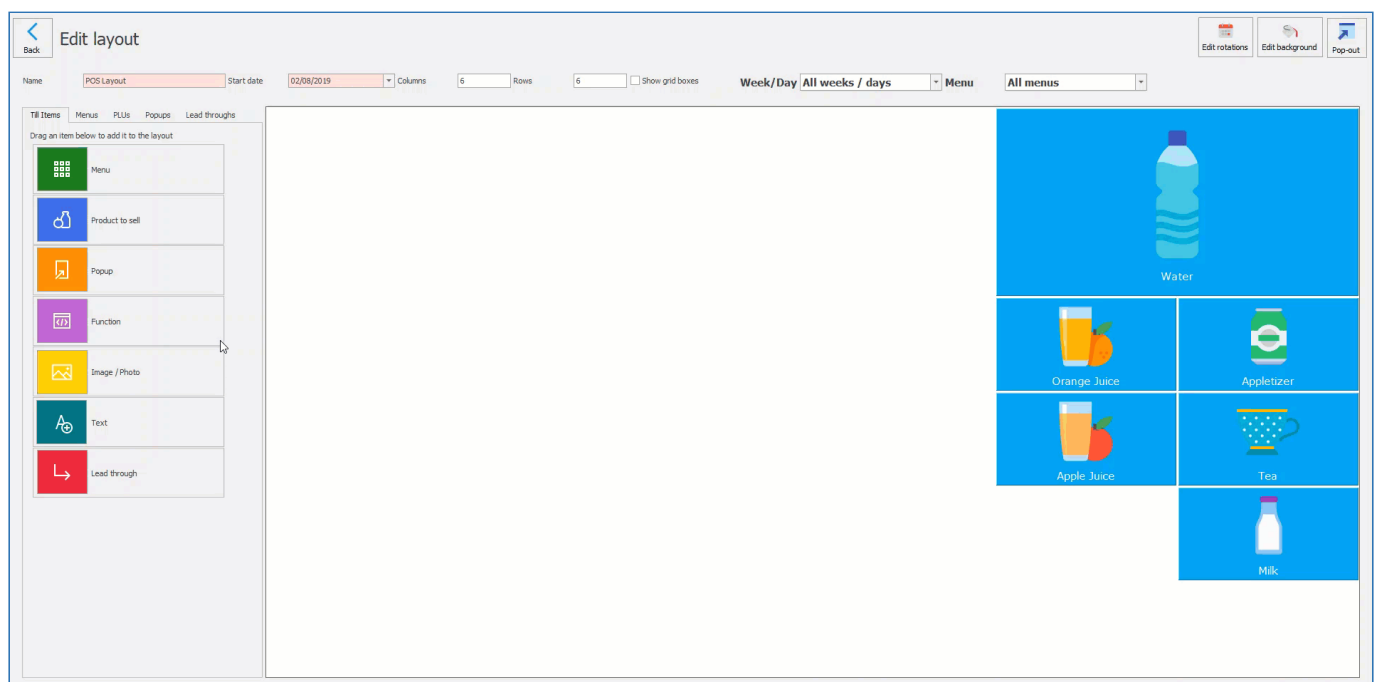 Back
Edit layout
Edit rotations
Edit background
Pop-out
Name POS Layout Start date 02/08/2019 Columns 6 Rows 6 Show grid boxes Week/Day All weeks / days Menu All menus
Till Items Menus PLUs Popups Lead throughs
Drag an item below to add it to the layout
Menu
Product to sell
Popup
Function
Image / Photo
Text
Lead through
Water
Orange Juice Appletizer
Apple Juice Tea
Milk